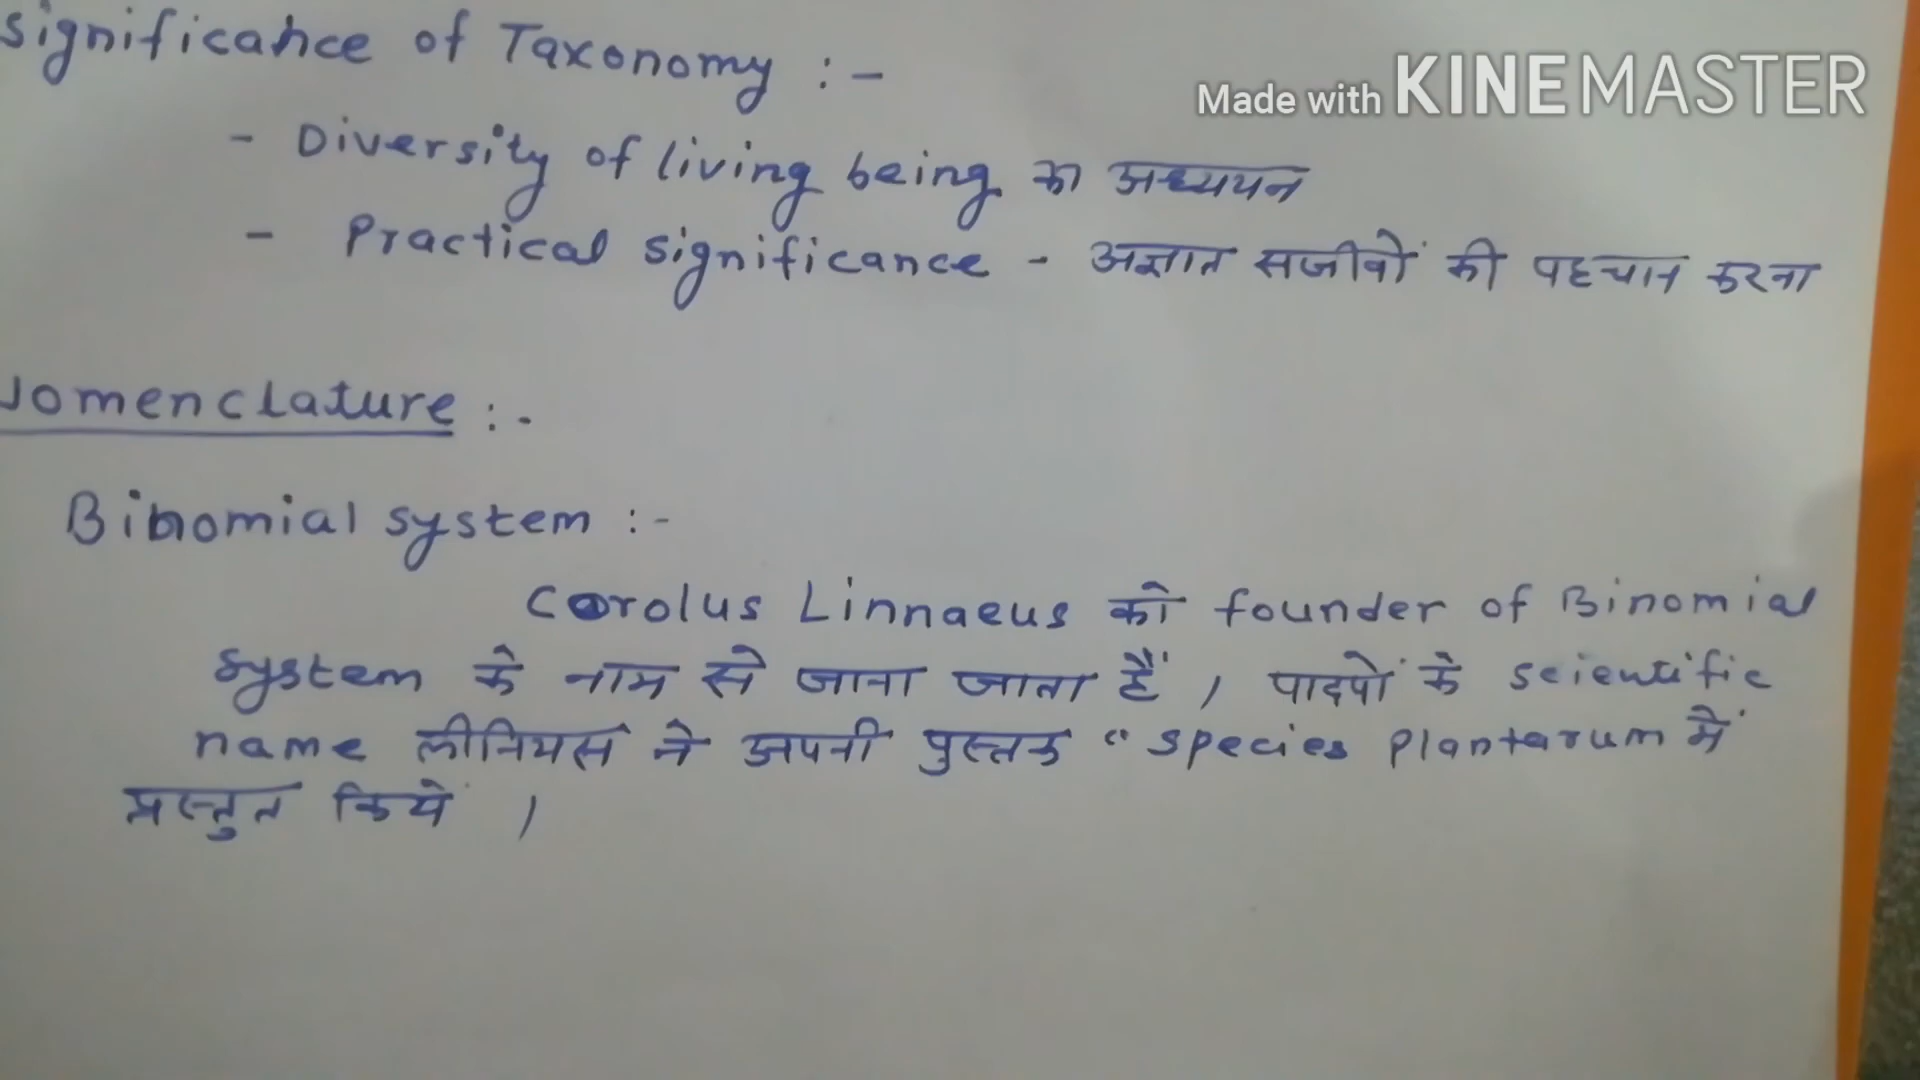 Significance of Taxonomy :-
Made with KINEMASTER
- Diversity of living being का अध्ययन
- Practical significance - अज्ञात सजीवों की पहचान करना
Nomenclature :-
Binomial system :-
Carolus Linnaeus को founder of Binomial
system के नाम से जाना जाता हैं , पादपों के scientific
name लीनियस ने अपनी पुस्तक " species Plantarum में
प्रस्तुत किये ,